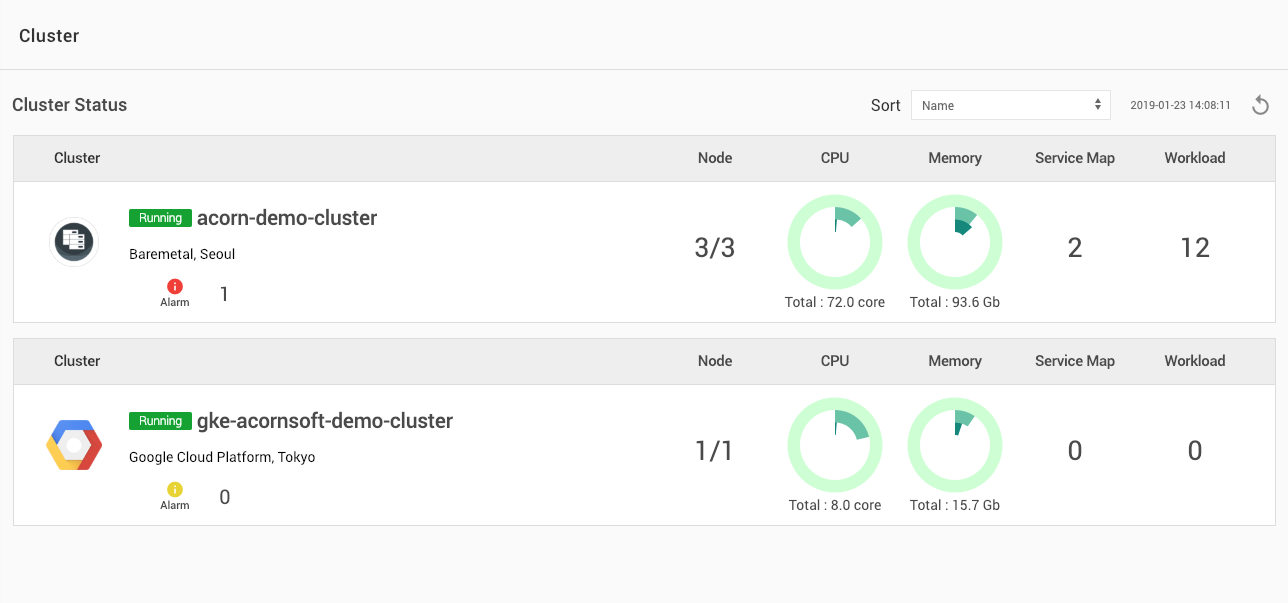 Cluster
Cluster Status
Sort Name 2019-01-23 14:08:11
Cluster Node CPU Memory Service Map Workload
Running acorn-demo-cluster
Baremetal, Seoul
3/3 2 12
i
Alarm 1
Total : 72.0 core Total : 93.6 Gb
Cluster Node CPU Memory Service Map Workload
Running gke-acornsoft-demo-cluster
Google Cloud Platform, Tokyo
1/1 0 0
i
Alarm 0
Total : 8.0 core Total : 15.7 Gb